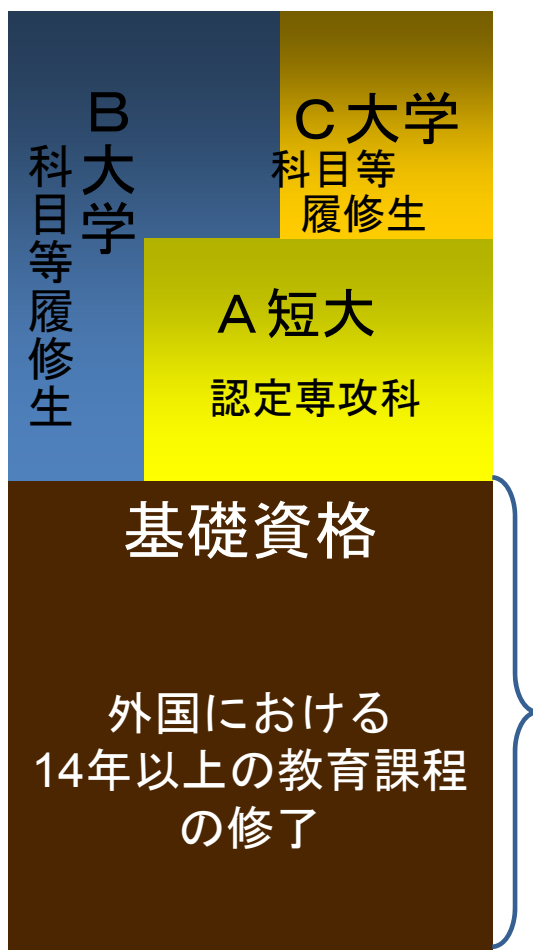 B大学
科目等履修生
C大学
科目等
履修生
A短大
認定専攻科
基礎資格
外国における
14年以上の教育課程
の修了